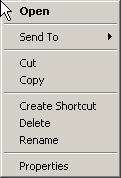 Open
Send To
Cut
Copy
Create Shortcut
Delete
Rename
Properties